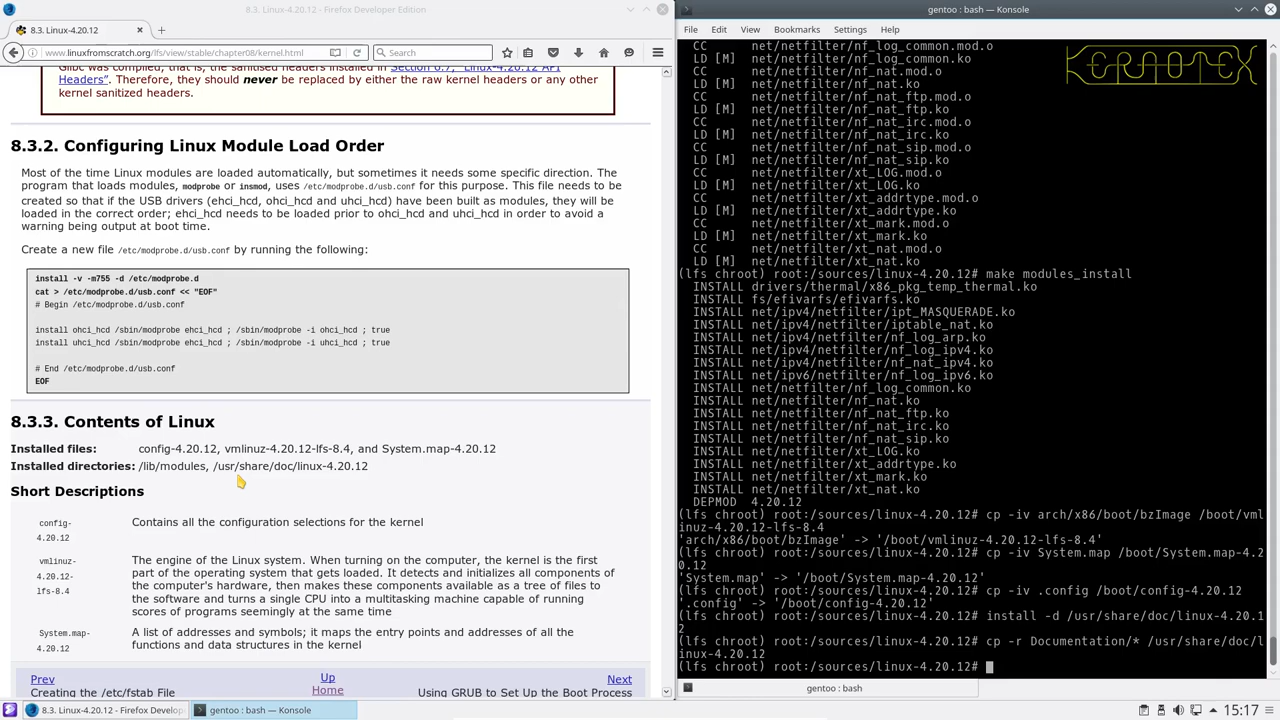 8.3. Linux-4.20.12 - Firefox Developer Edition
8.3. Linux-4.20.12
www.linuxfromscratch.org/lfs/view/stable/chapter08/kernel.html
Search
Glibc was compiled, that is, the sanitised headers installed in Section 6.7, "Linux-4.20.12 API
Headers". Therefore, they should never be replaced by either the raw kernel headers or any other
kernel sanitized headers.
8.3.2. Configuring Linux Module Load Order
Most of the time Linux modules are loaded automatically, but sometimes it needs some specific direction. The
program that loads modules, modprobe or insmod, uses /etc/modprobe.d/usb.conf for this purpose. This file needs to be
created so that if the USB drivers (ehci_hcd, ohci_hcd and uhci_hcd) have been built as modules, they will be
loaded in the correct order; ehci_hcd needs to be loaded prior to ohci_hcd and uhci_hcd in order to avoid a
warning being output at boot time.
Create a new file /etc/modprobe.d/usb.conf by running the following:
install -v -m755 -d /etc/modprobe.d
cat > /etc/modprobe.d/usb.conf << "EOF"
# Begin /etc/modprobe.d/usb.conf
install ohci_hcd /sbin/modprobe ehci_hcd ; /sbin/modprobe -i ohci_hcd ; true
install uhci_hcd /sbin/modprobe ehci_hcd ; /sbin/modprobe -i uhci_hcd ; true
# End /etc/modprobe.d/usb.conf
EOF
8.3.3. Contents of Linux
Installed files: config-4.20.12, vmlinuz-4.20.12-lfs-8.4, and System.map-4.20.12
Installed directories: /lib/modules, /usr/share/doc/linux-4.20.12
Short Descriptions
config-
4.20.12
Contains all the configuration selections for the kernel
vmlinuz-
4.20.12-
lfs-8.4
The engine of the Linux system. When turning on the computer, the kernel is the first
part of the operating system that gets loaded. It detects and initializes all components of
the computer's hardware, then makes these components available as a tree of files to
the software and turns a single CPU into a multitasking machine capable of running
scores of programs seemingly at the same time
System.map-
4.20.12
A list of addresses and symbols; it maps the entry points and addresses of all the
functions and data structures in the kernel
Prev
Creating the /etc/fstab File
Up
Home
Next
Using GRUB to Set Up the Boot Process
gentoo : bash — Konsole
File Edit View Bookmarks Settings Help
KERAOTEX
CC net/netfilter/nf_log_common.mod.o
LD [M] net/netfilter/nf_log_common.ko
CC net/netfilter/nf_nat.mod.o
LD [M] net/netfilter/nf_nat.ko
CC net/netfilter/nf_nat_ftp.mod.o
LD [M] net/netfilter/nf_nat_ftp.ko
CC net/netfilter/nf_nat_irc.mod.o
LD [M] net/netfilter/nf_nat_irc.ko
CC net/netfilter/nf_nat_sip.mod.o
LD [M] net/netfilter/nf_nat_sip.ko
CC net/netfilter/xt_LOG.mod.o
LD [M] net/netfilter/xt_LOG.ko
CC net/netfilter/xt_addrtype.mod.o
LD [M] net/netfilter/xt_addrtype.ko
CC net/netfilter/xt_mark.mod.o
LD [M] net/netfilter/xt_mark.ko
CC net/netfilter/xt_nat.mod.o
LD [M] net/netfilter/xt_nat.ko
(lfs chroot) root:/sources/linux-4.20.12# make modules_install
INSTALL drivers/thermal/x86_pkg_temp_thermal.ko
INSTALL fs/efivarfs/efivarfs.ko
INSTALL net/ipv4/netfilter/ipt_MASQUERADE.ko
INSTALL net/ipv4/netfilter/iptable_nat.ko
INSTALL net/ipv4/netfilter/nf_log_arp.ko
INSTALL net/ipv4/netfilter/nf_log_ipv4.ko
INSTALL net/ipv4/netfilter/nf_nat_ipv4.ko
INSTALL net/ipv6/netfilter/nf_log_ipv6.ko
INSTALL net/netfilter/nf_log_common.ko
INSTALL net/netfilter/nf_nat.ko
INSTALL net/netfilter/nf_nat_ftp.ko
INSTALL net/netfilter/nf_nat_irc.ko
INSTALL net/netfilter/nf_nat_sip.ko
INSTALL net/netfilter/xt_LOG.ko
INSTALL net/netfilter/xt_addrtype.ko
INSTALL net/netfilter/xt_mark.ko
INSTALL net/netfilter/xt_nat.ko
DEPMOD 4.20.12
(lfs chroot) root:/sources/linux-4.20.12# cp -iv arch/x86/boot/bzImage /boot/vml
inuz-4.20.12-lfs-8.4
'arch/x86/boot/bzImage' -> '/boot/vmlinuz-4.20.12-lfs-8.4'
(lfs chroot) root:/sources/linux-4.20.12# cp -iv System.map /boot/System.map-4.2
0.12
'System.map' -> '/boot/System.map-4.20.12'
(lfs chroot) root:/sources/linux-4.20.12# cp -iv .config /boot/config-4.20.12
'.config' -> '/boot/config-4.20.12'
(lfs chroot) root:/sources/linux-4.20.12# install -d /usr/share/doc/linux-4.20.1
2
(lfs chroot) root:/sources/linux-4.20.12# cp -r Documentation/* /usr/share/doc/l
inux-4.20.12
(lfs chroot) root:/sources/linux-4.20.12#
gentoo : bash
8.3. Linux-4.20.12 - Firefox Develop
gentoo : bash — Konsole
15:17